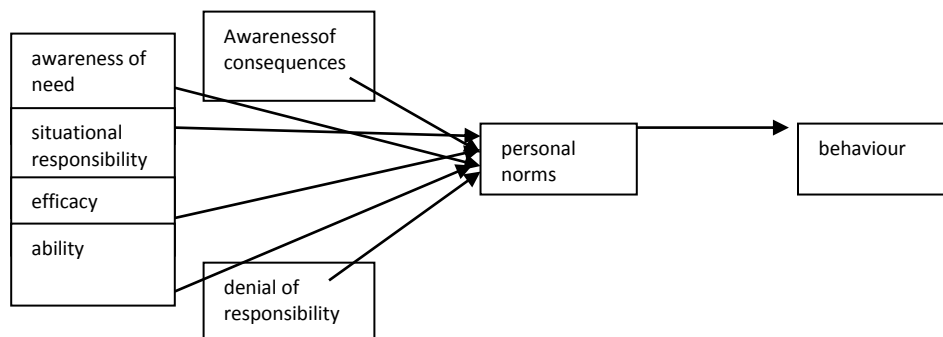 awareness of
need
situational
responsibility
efficacy
ability
Awarenessof
consequences
denial of
responsibility
personal
norms
behaviour